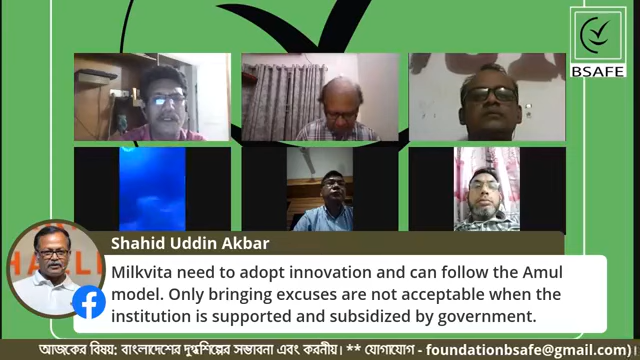 BSAFE
Shahid Uddin Akbar
Milkvita need to adopt innovation and can follow the Amul
model. Only bringing excuses are not acceptable when the
institution is supported and subsidized by government.
আজকের বিষয়: বাংলাদেশের দুগ্ধশিল্পের সম্ভাবনা এবং করনীয়। ** যোগাযোগ - foundationbsafe@gmail.com)।